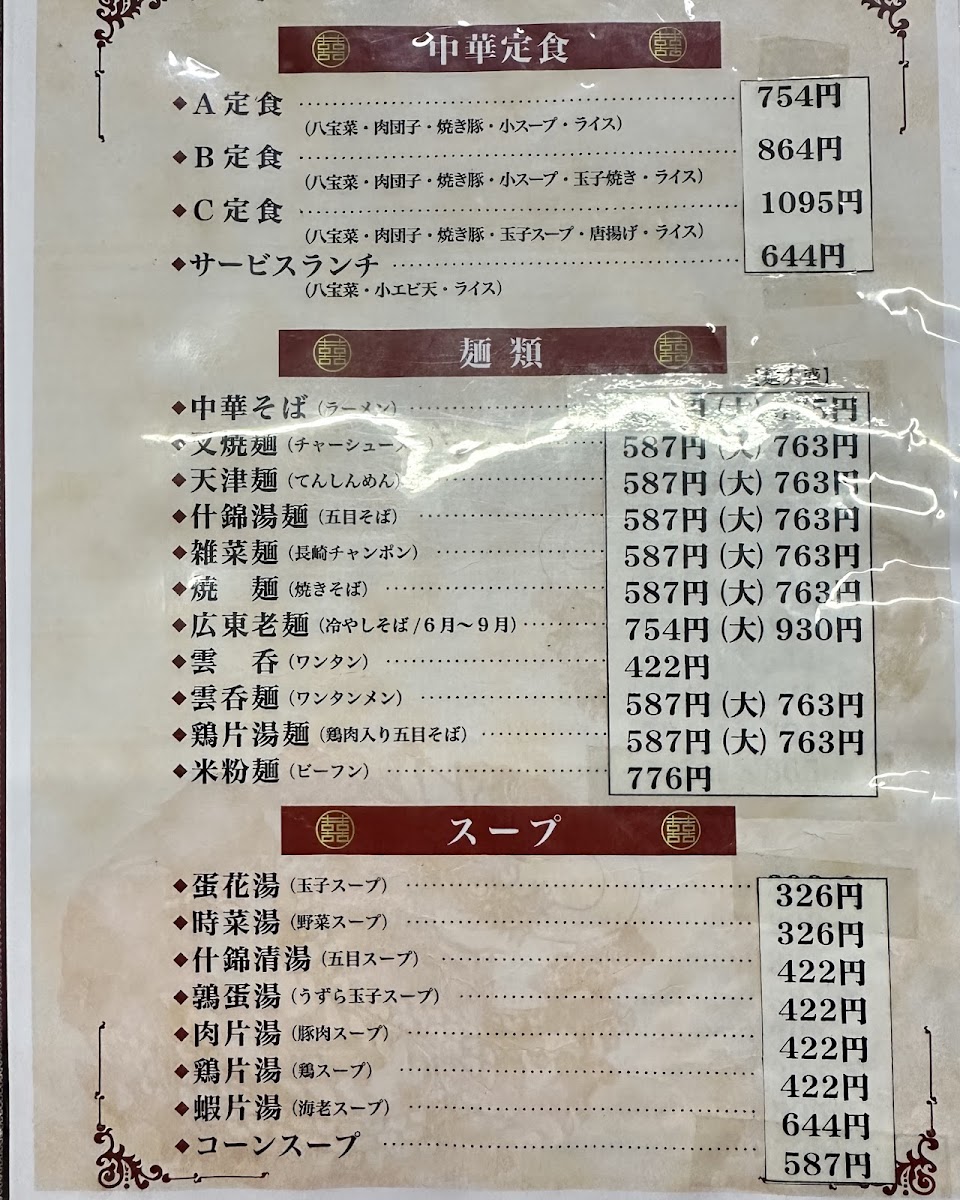 中華定食
◆A定食 754円
(八宝菜・肉団子・焼き豚・小スープ・ライス)
◆B定食 864円
(八宝菜・肉団子・焼き豚・小スープ・玉子焼き・ライス)
◆C定食 1095円
(八宝菜・肉団子・焼き豚・玉子スープ・唐揚げ・ライス)
◆サービスランチ 644円
(八宝菜・小エビ天・ライス)
麺類
◆中華そば(ラーメン) 円
◆叉焼麺(チャーシュー 587円(大)763円
◆天津麺(てんしんめん) 587円(大)763円
◆什錦湯麺(五目そば) 587円(大)763円
◆雑菜麺(長崎チャンポン) 587円(大)763円
◆焼 麺(焼きそば) 587円(大)763円
◆広東老麺(冷やしそば/6月〜9月) 754円(大)930円
◆雲 呑(ワンタン) 422円
◆雲呑麺(ワンタンメン) 587円(大)763円
◆鶏片湯麺(鶏肉入り五目そば) 587円(大)763円
◆米粉麺(ビーフン) 776円
スープ
◆蛋花湯(玉子スープ) 326円
◆時菜湯(野菜スープ) 326円
◆什錦清湯(五目スープ) 422円
◆鶉蛋湯(うずら玉子スープ) 422円
◆肉片湯(豚肉スープ) 422円
◆鶏片湯(鶏スープ) 422円
◆蝦片湯(海老スープ) 644円
◆コーンスープ 587円